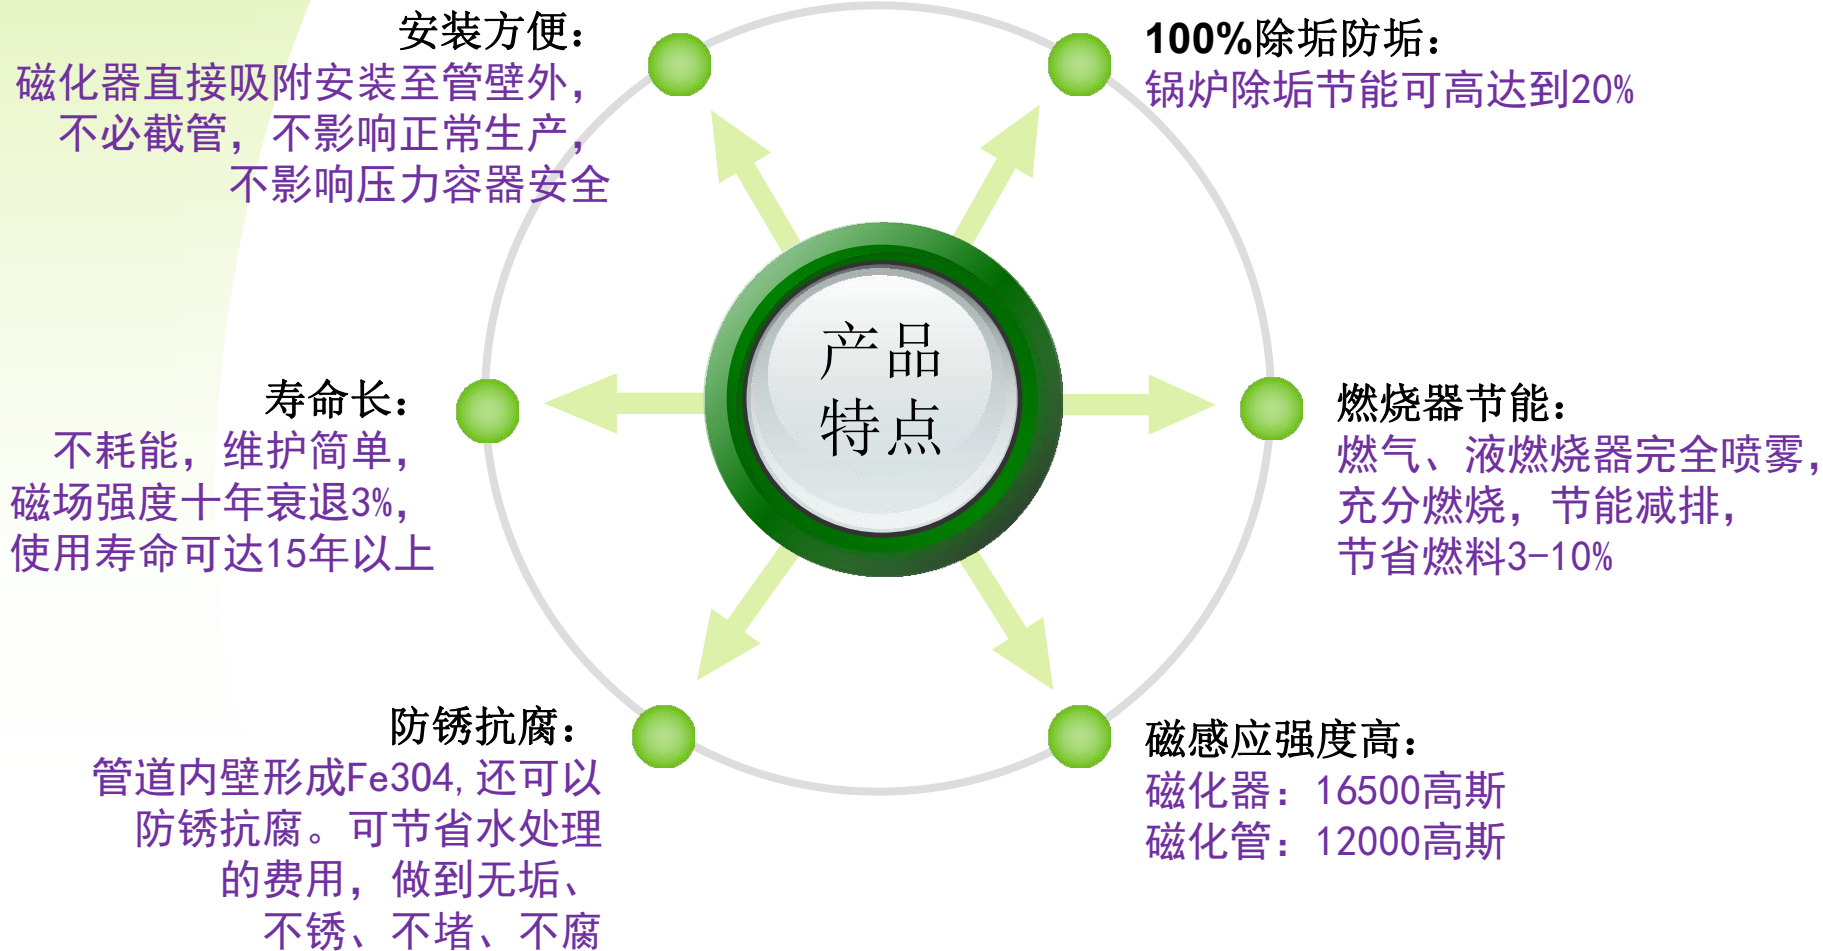 安装方便：
磁化器直接吸附安装至管壁外，
不必截管，不影响正常生产，
不影响压力容器安全
100%除垢防垢：
锅炉除垢节能可高达到20%
产品
特点
寿命长：
不耗能，维护简单，
磁场强度十年衰退3%，
使用寿命可达15年以上
燃烧器节能：
燃气、液燃烧器完全喷雾，
充分燃烧，节能减排，
节省燃料3-10%
防锈抗腐：
管道内壁形成Fe304,还可以
防锈抗腐。可节省水处理
的费用，做到无垢、
不锈、不堵、不腐
磁感应强度高：
磁化器：16500高斯
磁化管：12000高斯